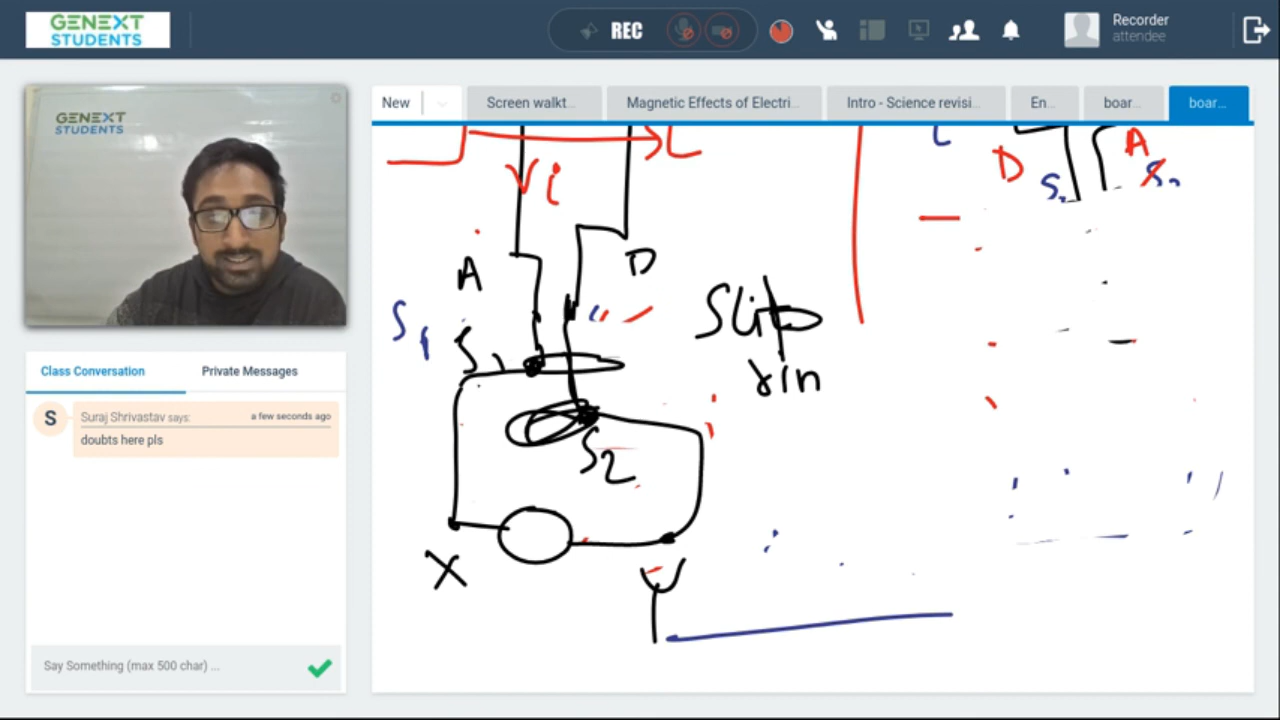 GENEXT
STUDENTS
REC
Recorder
attendee
GENEXT
STUDENTS
New
Screen walkt...
Magnetic Effects of Electri...
Intro - Science revisi...
En...
boar...
boar...
Class Conversation
Private Messages
S
Suraj Shrivastav says:
a few seconds ago
doubts here pls
Say Something (max 500 char) ...
L
D
A
i
A
D
S1
S1
Slip
rin
S2
X
Y